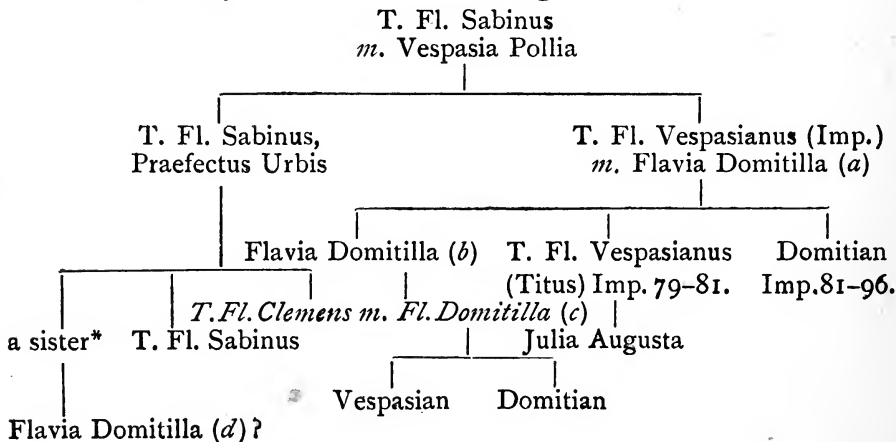 T. Fl. Sabinus
m. Vespasia Pollia
T. Fl. Sabinus, T. Fl. Vespasianus (Imp.)
Praefectus Urbis m. Flavia Domitilla (a)
Flavia Domitilla (b) T. Fl. Vespasianus Domitian
(Titus) Imp. 79-81. Imp. 81-96.
T. Fl. Clemens m. Fl. Domitilla (c)
a sister* T. Fl. Sabinus Julia Augusta
Vespasian Domitian
Flavia Domitilla (d)?